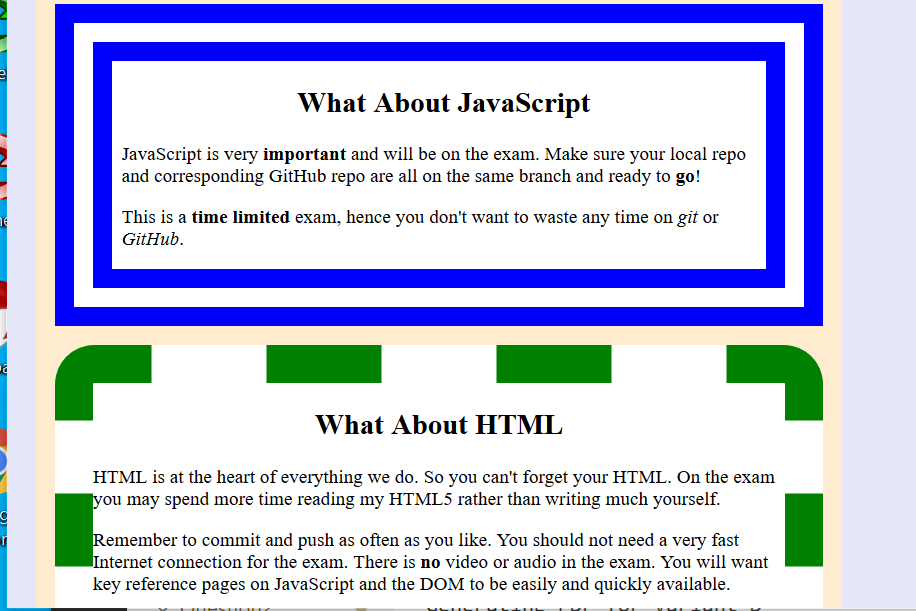 What About JavaScript
JavaScript is very important and will be on the exam. Make sure your local repo
and corresponding GitHub repo are all on the same branch and ready to go!
This is a time limited exam, hence you don't want to waste any time on git or
GitHub.
What About HTML
HTML is at the heart of everything we do. So you can't forget your HTML. On the exam
you may spend more time reading my HTML5 rather than writing much yourself.
Remember to commit and push as often as you like. You should not need a very fast
Internet connection for the exam. There is no video or audio in the exam. You will want
key reference pages on JavaScript and the DOM to be easily and quickly available.